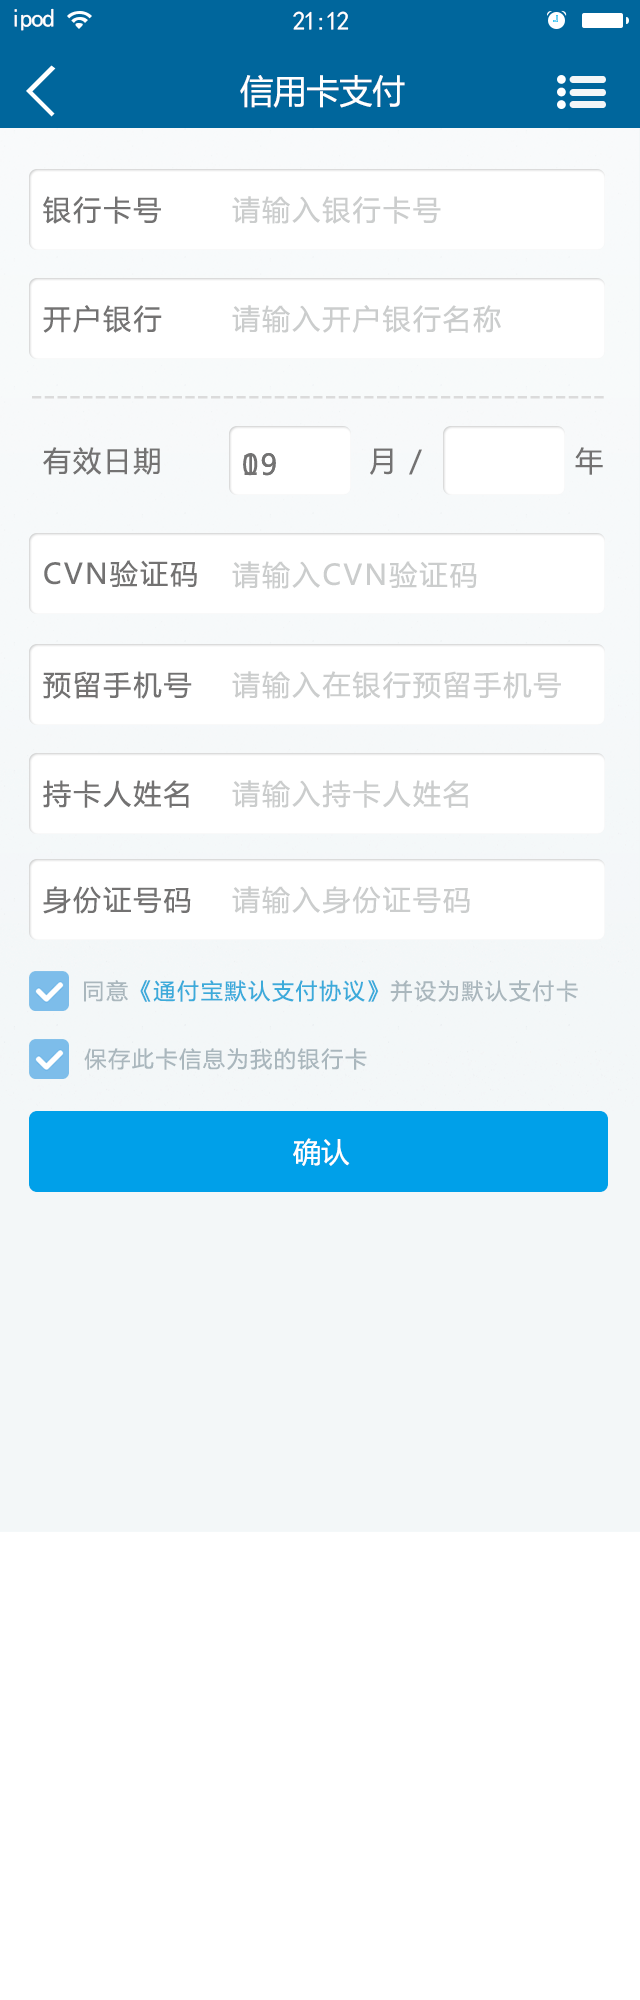 ipod 21:12
信用卡支付
银行卡号 请输入银行卡号
开户银行 请输入开户银行名称
有效日期 月 / 年
CVN验证码 请输入CVN验证码
预留手机号 请输入在银行预留手机号
持卡人姓名 请输入持卡人姓名
身份证号码 请输入身份证号码
同意《通付宝默认支付协议》并设为默认支付卡
保存此卡信息为我的银行卡
确认